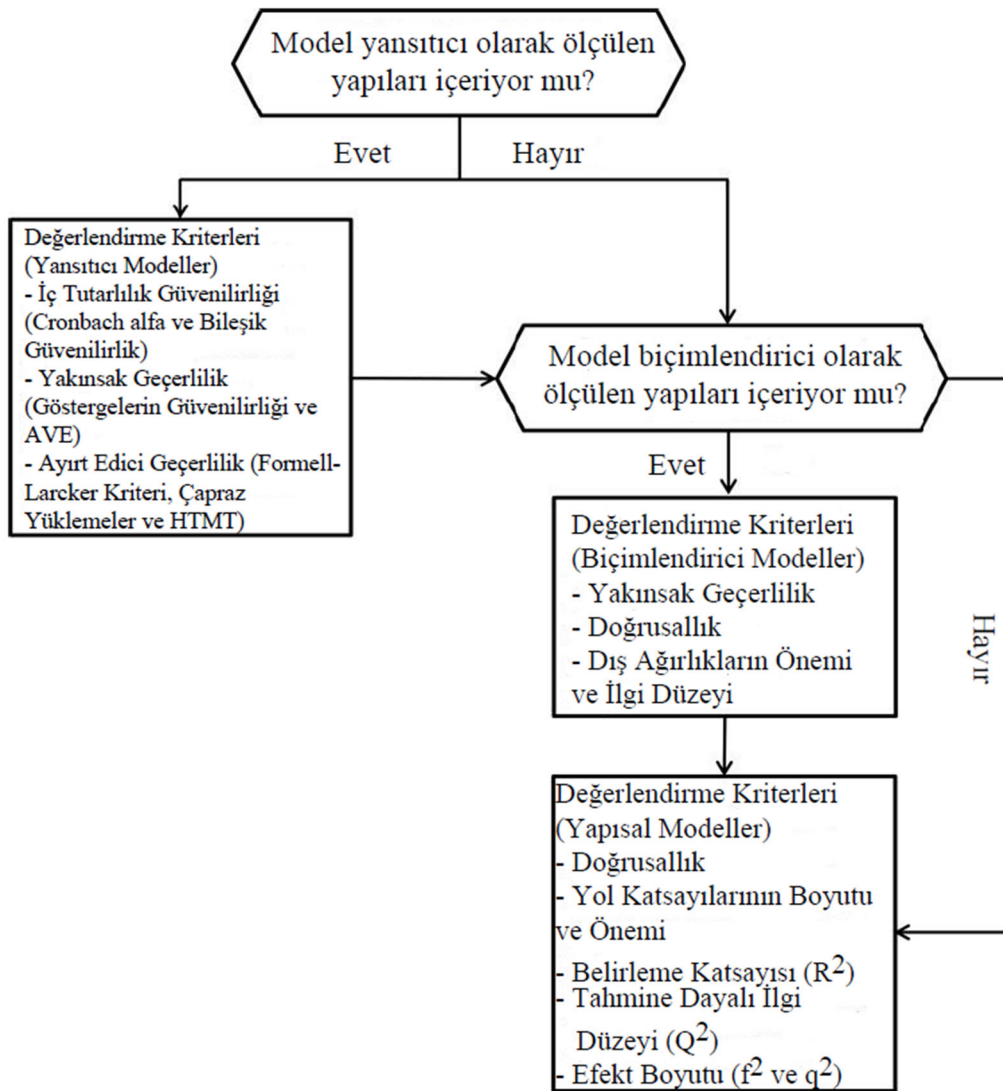 Model yansıtıcı olarak ölçülen
yapıları içeriyor mu?
Evet
Hayır
Değerlendirme Kriterleri
(Yansıtıcı Modeller)
- İç Tutarlılık Güvenilirliği
(Cronbach alfa ve Bileşik
Güvenilirlik)
- Yakınsak Geçerlilik
(Göstergelerin Güvenilirliği ve
AVE)
- Ayırt Edici Geçerlilik (Formell-
Larcker Kriteri, Çapraz
Yüklemeler ve HTMT)
Model biçimlendirici olarak
ölçülen yapıları içeriyor mu?
Evet
Hayır
Değerlendirme Kriterleri
(Biçimlendirici Modeller)
- Yakınsak Geçerlilik
- Doğrusallık
- Dış Ağırlıkların Önemi
ve İlgi Düzeyi
Değerlendirme Kriterleri
(Yapısal Modeller)
- Doğrusallık
- Yol Katsayılarının Boyutu
ve Önemi
- Belirleme Katsayısı (R²)
- Tahmine Dayalı İlgi
Düzeyi (Q²)
- Efekt Boyutu (f² ve q²)